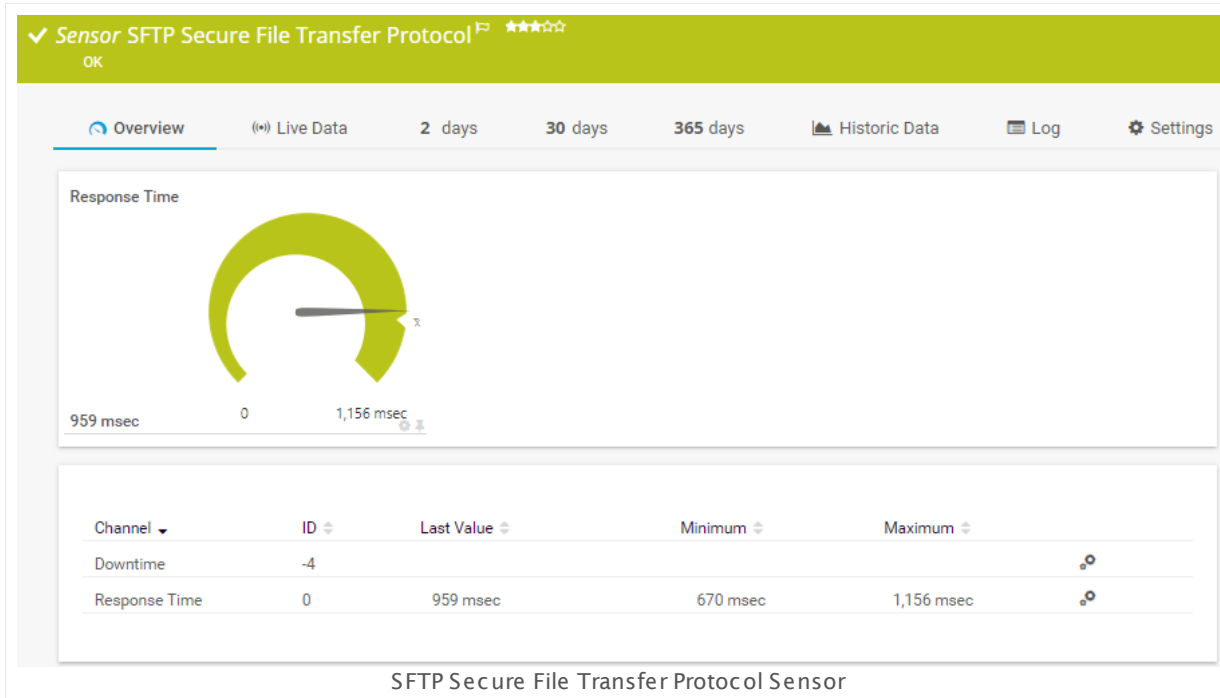 Sensor SFTP Secure File Transfer Protocol
OK
Overview Live Data 2 days 30 days 365 days Historic Data Log Settings
Response Time
959 msec 0 1,156 msec
Channel ID Last Value Minimum Maximum
Downtime -4
Response Time 0 959 msec 670 msec 1,156 msec
SFTP Secure File Transfer Protocol Sensor